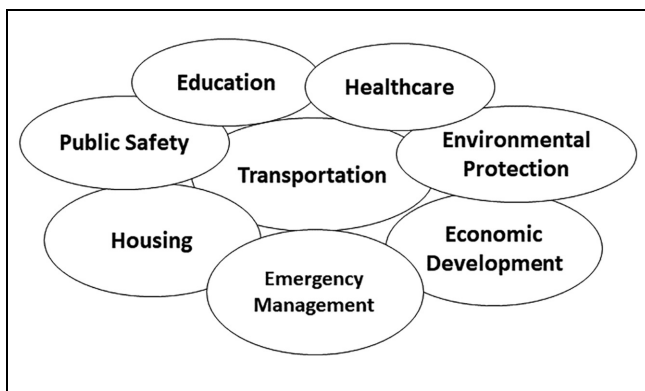 Education
Healthcare
Public Safety
Environmental
Protection
Transportation
Housing
Economic
Development
Emergency
Management